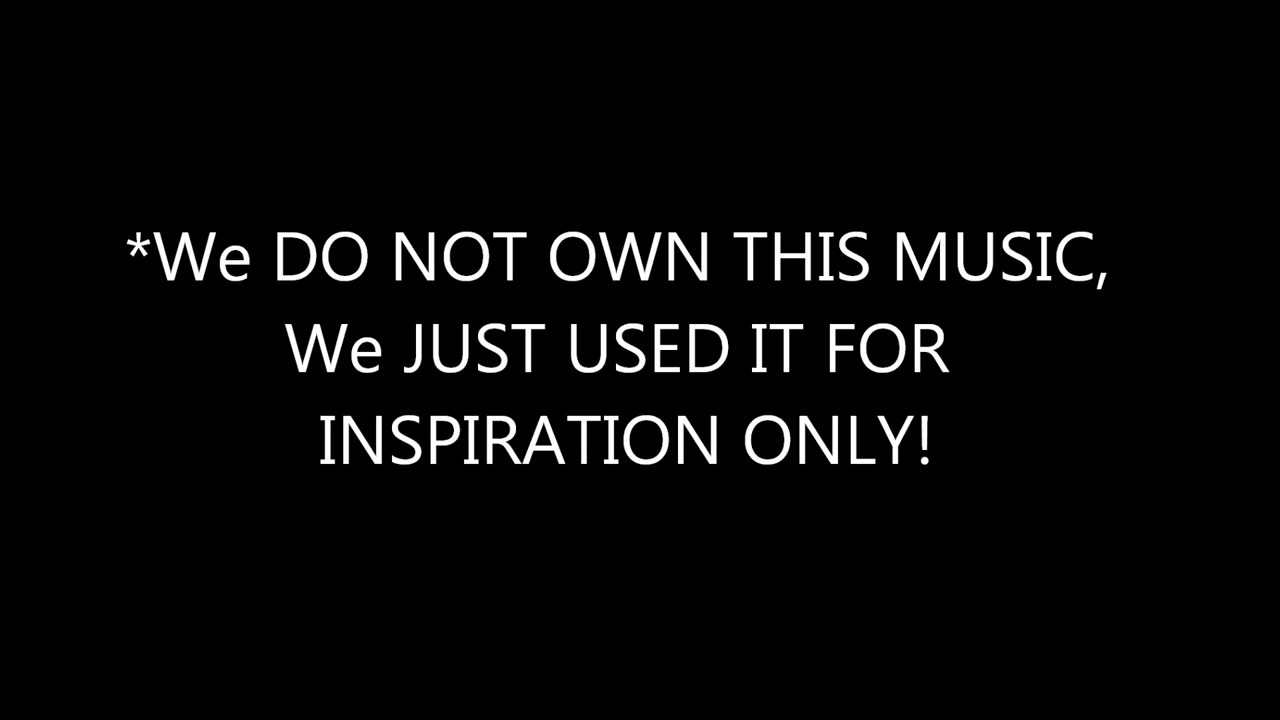 *We DO NOT OWN THIS MUSIC,
We JUST USED IT FOR
INSPIRATION ONLY!